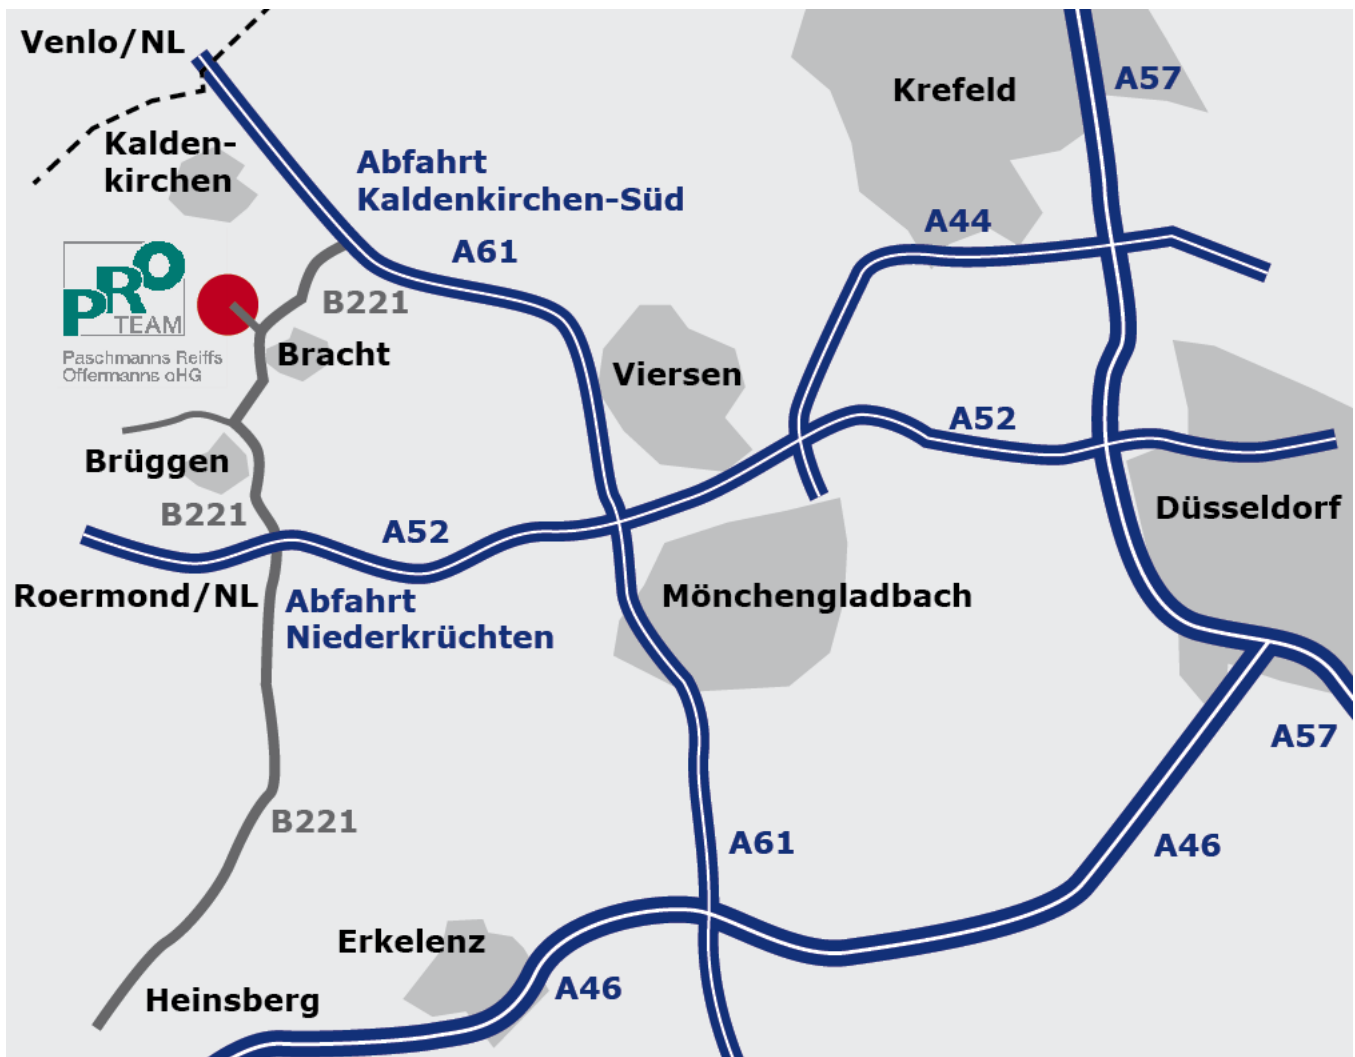 Venlo/NL
Krefeld
A57
Kalden-
kirchen
Abfahrt
Kaldenkirchen-Süd
A44
A61
PRO
TEAM
Paschmanns Reiffs
Offermanns oHG
B221
Bracht
Viersen
A52
Brüggen
B221
A52
Düsseldorf
Roermond/NL
Abfahrt
Niederkrüchten
Mönchengladbach
A57
B221
A61
A46
Erkelenz
A46
Heinsberg